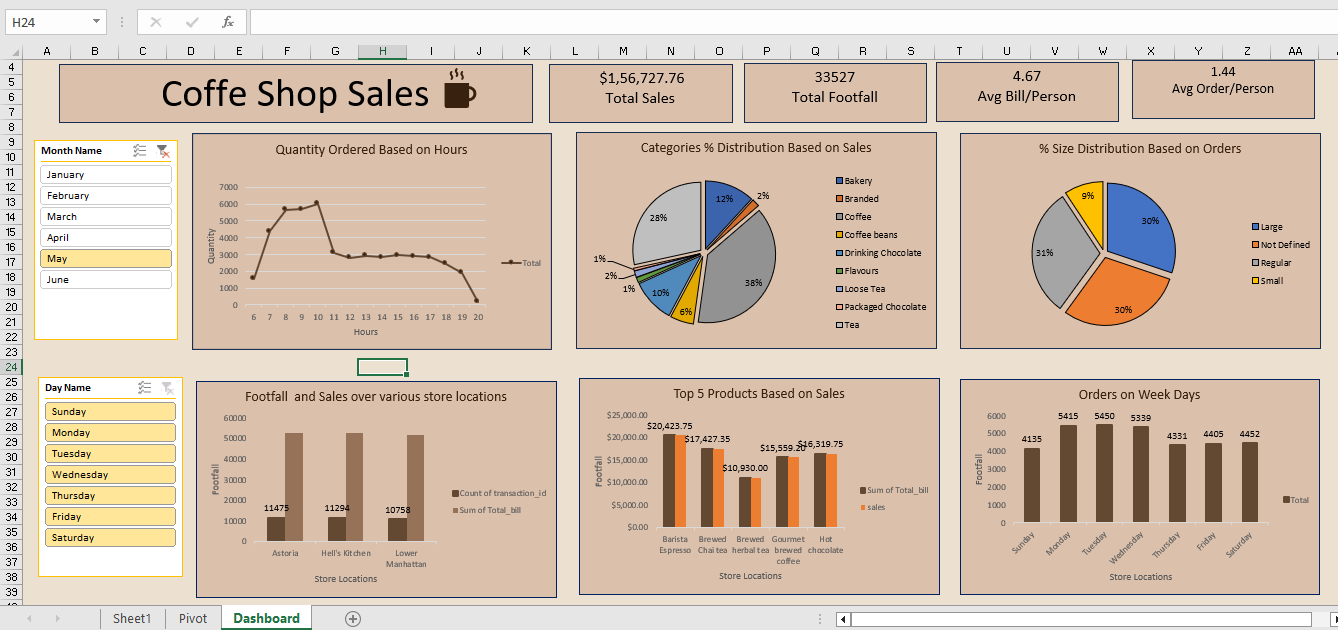 H24
fx
A B C D E F G H I J K L M N O P Q R S T U V W X Y Z AA
4
5
6
7
8
9
10
11
12
13
14
15
16
17
18
19
20
21
22
23
24
25
26
27
28
29
30
31
32
33
34
35
36
37
38
39
Coffe Shop Sales
$1,56,727.76
Total Sales
33527
Total Footfall
4.67
Avg Bill/Person
1.44
Avg Order/Person
Month Name
January
February
March
April
May
June
Quantity Ordered Based on Hours
7000
6000
5000
4000
3000
2000
1000
0
Quantity
6 7 8 9 10 11 12 13 14 15 16 17 18 19 20
Hours
Total
Categories % Distribution Based on Sales
12%
2%
38%
6%
10%
1%
2%
1%
28%
Bakery
Branded
Coffee
Coffee beans
Drinking Chocolate
Flavours
Loose Tea
Packaged Chocolate
Tea
% Size Distribution Based on Orders
30%
30%
31%
9%
Large
Not Defined
Regular
Small
Day Name
Sunday
Monday
Tuesday
Wednesday
Thursday
Friday
Saturday
Footfall  and Sales over various store locations
60000
50000
40000
30000
20000
10000
0
Footfall
11475
11294
10758
Astoria
Hell's Kitchen
Lower
Manhattan
Store Locations
Count of transaction_id
Sum of Total_bill
Top 5 Products Based on Sales
$25,000.00
$20,000.00
$15,000.00
$10,000.00
$5,000.00
$0.00
Footfall
$20,423.75
$17,427.35
$10,930.00
$15,559.20
$16,319.75
Barista
Espresso
Brewed
Chai tea
Brewed
herbal tea
Gourmet
brewed
coffee
Hot
chocolate
Store Locations
Sum of Total_bill
sales
Orders on Week Days
6000
5000
4000
3000
2000
1000
0
Footfall
4135
5415
5450
5339
4331
4405
4452
Sunday
Monday
Tuesday
Wednesday
Thursday
Friday
Saturday
Store Locations
Total
Sheet1
Pivot
Dashboard